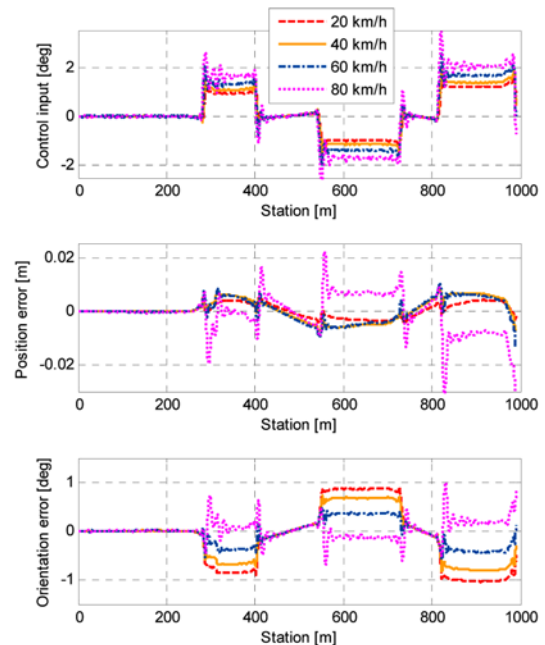 20 km/h
40 km/h
60 km/h
80 km/h
Control input [deg]
2
0
-2
0 200 400 600 800 1000
Station [m]
Position error [m]
0.02
0
-0.02
0 200 400 600 800 1000
Station [m]
Orientation error [deg]
1
0
-1
0 200 400 600 800 1000
Station [m]